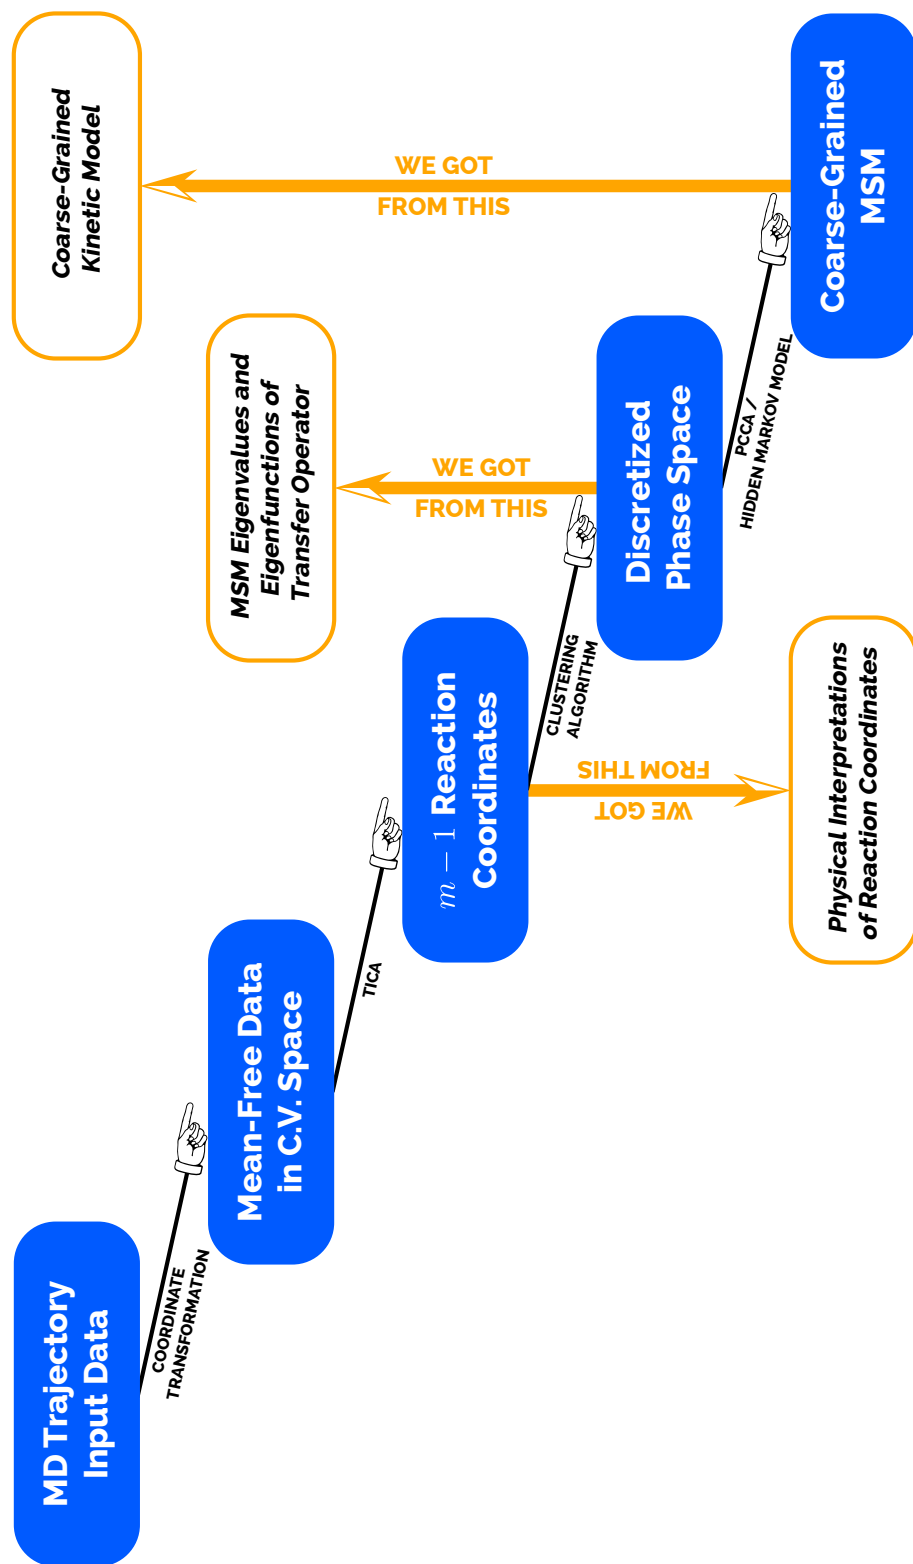 MD Trajectory
Input Data
COORDINATE
TRANSFORMATION
Mean-Free Data
in C.V. Space
TICA
m − 1 Reaction
Coordinates
WE GOT
FROM THIS
Physical Interpretations
of Reaction Coordinates
CLUSTERING
ALGORITHM
Discretized
Phase Space
WE GOT
FROM THIS
MSM Eigenvalues and
Eigenfunctions of
Transfer Operator
PCCA /
HIDDEN MARKOV MODEL
Coarse-Grained
MSM
WE GOT
FROM THIS
Coarse-Grained
Kinetic Model